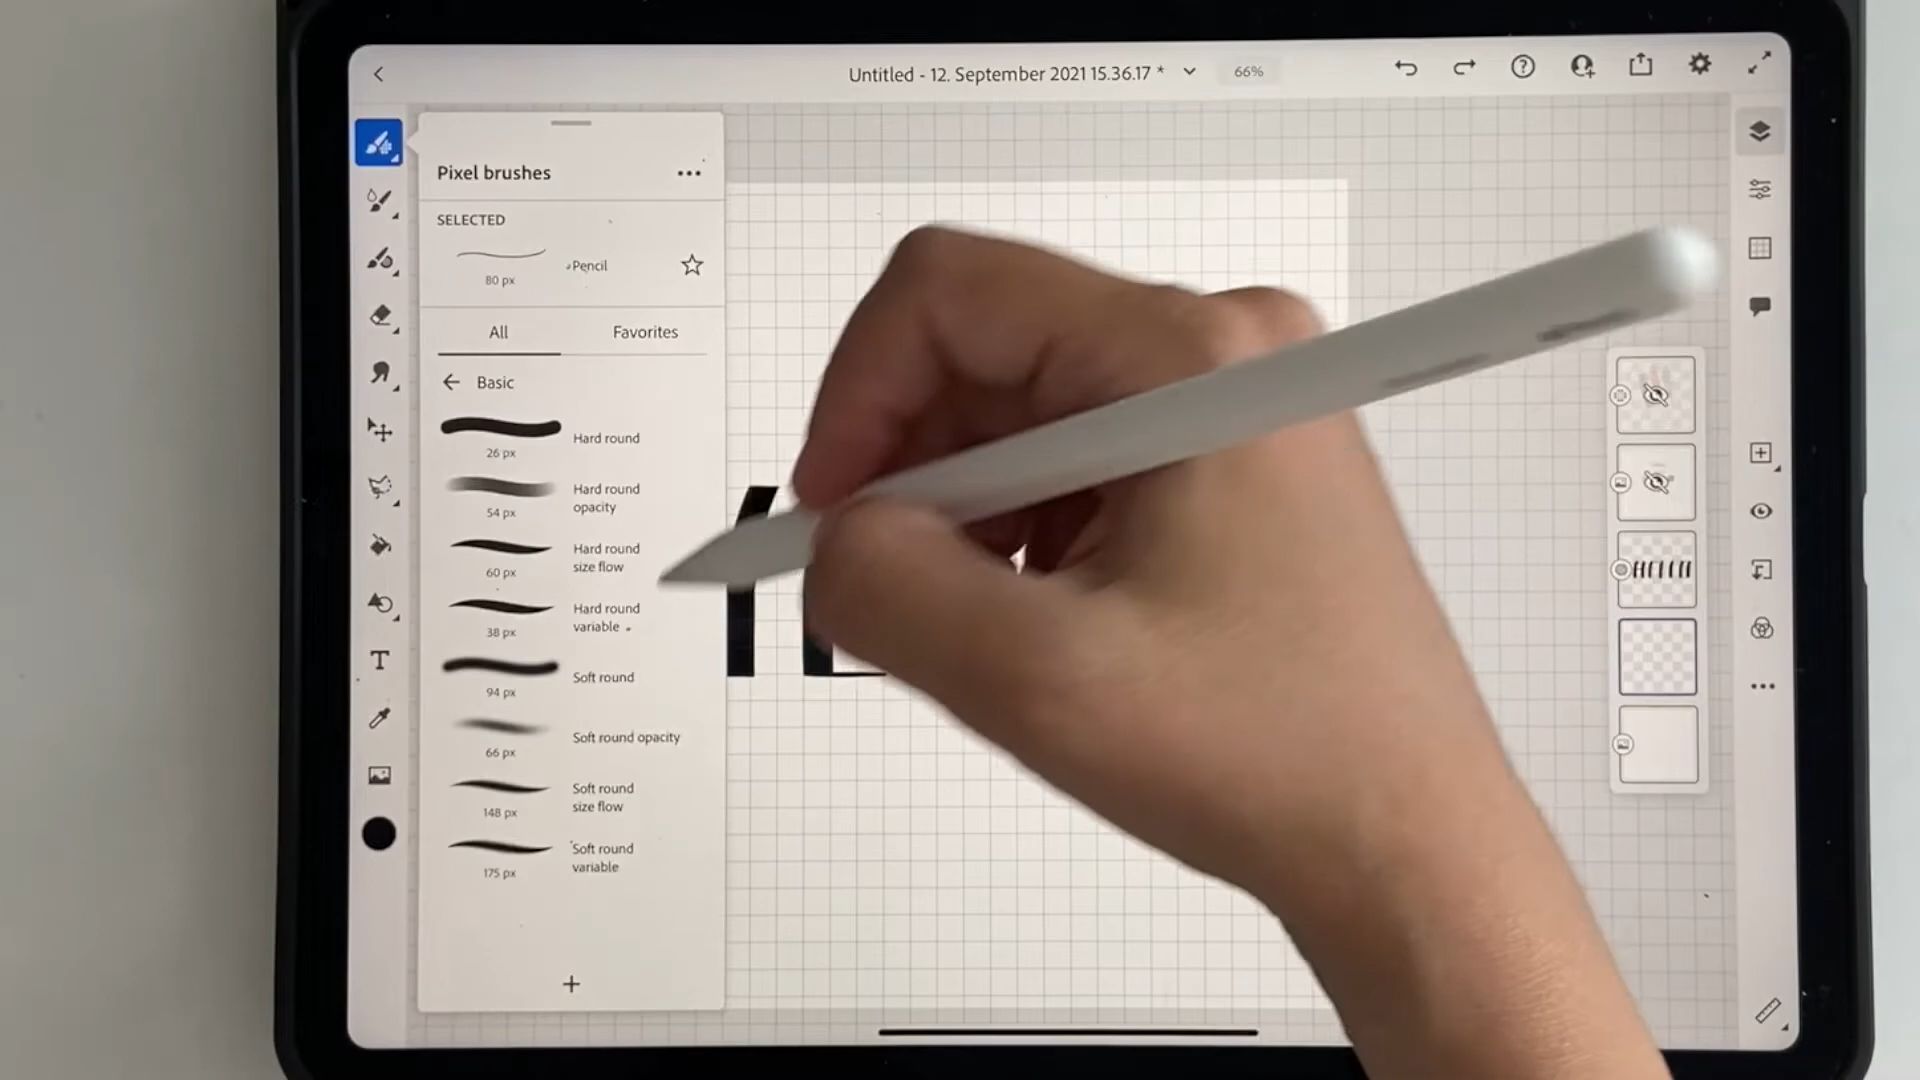 Untitled - 12. September 2021 15.36.17 *
66%
Pixel brushes
SELECTED
Pencil
80 px
All
Favorites
Basic
Hard round
26 px
Hard round
opacity
54 px
Hard round
size flow
60 px
Hard round
variable
38 px
Soft round
94 px
Soft round opacity
66 px
Soft round
size flow
148 px
Soft round
variable
175 px
T